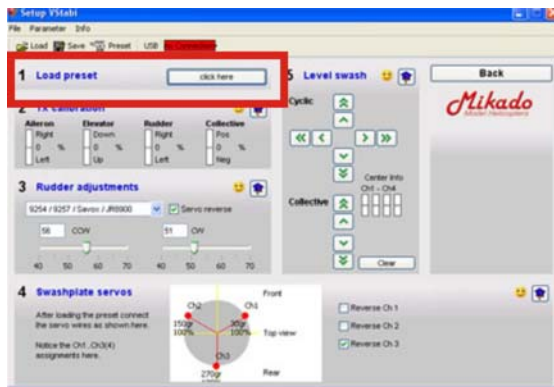 Setup VStabi
File Parameter Info
Load Save Preset USB
1 Load preset click here
2 TX calibration
Aileron Elevator Rudder Collective
Right Down Right Pos
0 % 0 % 0 % 0 %
Left Up Left Neg
3 Rudder adjustments
9254 / 9257 / Savox / JR8900 Servo reverse
56 CCW 51 CW
40 50 60 70 40 50 60 70
5 Level swash
Cyclic
Center Info
Ch1 - Ch4
Collective
Clear
Back
Mikado
Model Helicopters
4 Swashplate servos
After loading the preset connect
the servo wires as shown here.
Notice the Ch1 ..Ch3(4)
assignments here.
Front
Ch2 Ch1
150gr 30gr
100% 100% Top view
Ch3
270gr Rear
Reverse Ch 1
Reverse Ch 2
Reverse Ch 3